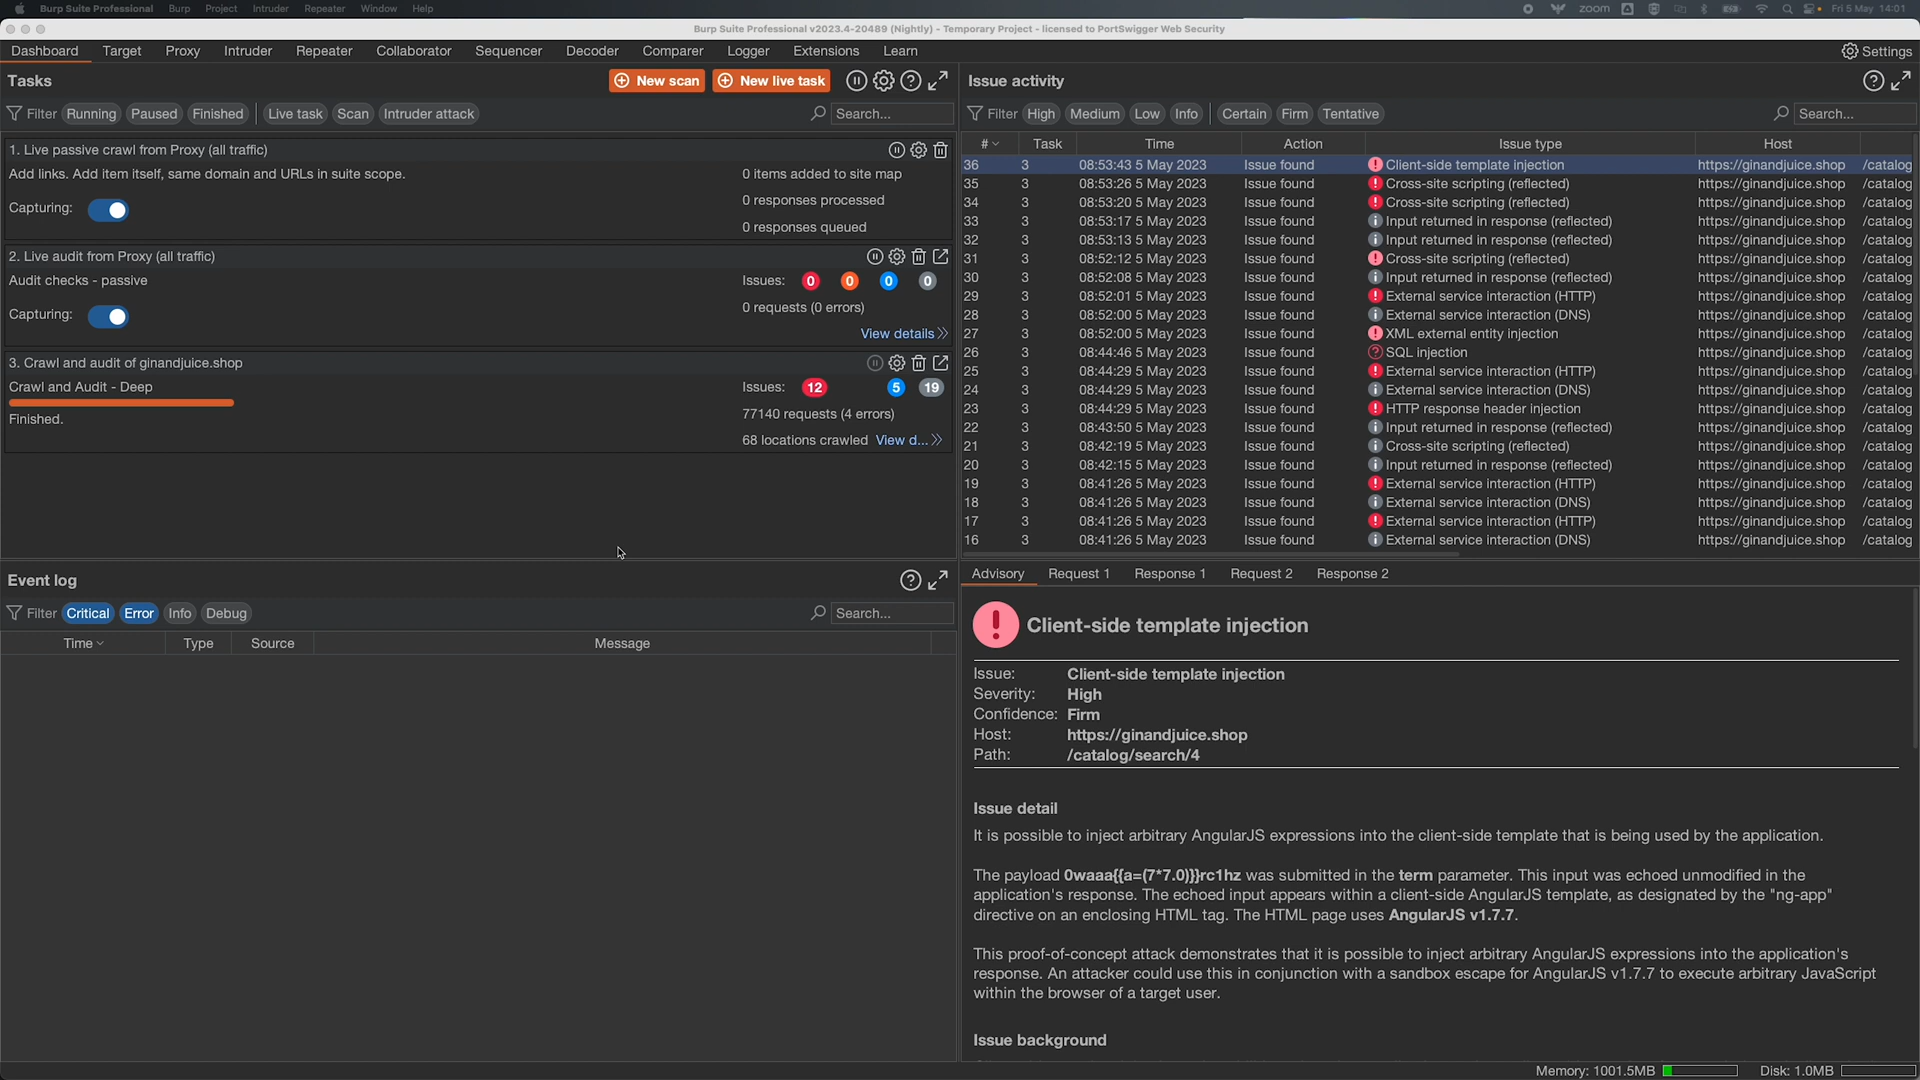 Burp Suite Professional Burp Project Intruder Repeater Window Help zoom Fri 5 May 14:01
Burp Suite Professional v2023.4-20489 (Nightly) - Temporary Project - licensed to PortSwigger Web Security
Dashboard Target Proxy Intruder Repeater Collaborator Sequencer Decoder Comparer Logger Extensions Learn Settings
Tasks New scan New live task
Filter Running Paused Finished Live task Scan Intruder attack Search...
1. Live passive crawl from Proxy (all traffic)
Add links. Add item itself, same domain and URLs in suite scope. 0 items added to site map
0 responses processed
Capturing:
0 responses queued
2. Live audit from Proxy (all traffic)
Audit checks - passive Issues: 0 0 0 0
0 requests (0 errors)
Capturing:
View details
3. Crawl and audit of ginandjuice.shop
Crawl and Audit - Deep Issues: 12 5 19
77140 requests (4 errors)
Finished.
68 locations crawled View d...
Event log
Filter Critical Error Info Debug Search...
Time Type Source Message
Issue activity
Filter High Medium Low Info Certain Firm Tentative Search...
# Task Time Action Issue type Host
36 3 08:53:43 5 May 2023 Issue found Client-side template injection https://ginandjuice.shop /catalog
35 3 08:53:26 5 May 2023 Issue found Cross-site scripting (reflected) https://ginandjuice.shop /catalog
34 3 08:53:20 5 May 2023 Issue found Cross-site scripting (reflected) https://ginandjuice.shop /catalog
33 3 08:53:17 5 May 2023 Issue found Input returned in response (reflected) https://ginandjuice.shop /catalog
32 3 08:53:13 5 May 2023 Issue found Input returned in response (reflected) https://ginandjuice.shop /catalog
31 3 08:52:12 5 May 2023 Issue found Cross-site scripting (reflected) https://ginandjuice.shop /catalog
30 3 08:52:08 5 May 2023 Issue found Input returned in response (reflected) https://ginandjuice.shop /catalog
29 3 08:52:01 5 May 2023 Issue found External service interaction (HTTP) https://ginandjuice.shop /catalog
28 3 08:52:00 5 May 2023 Issue found External service interaction (DNS) https://ginandjuice.shop /catalog
27 3 08:52:00 5 May 2023 Issue found XML external entity injection https://ginandjuice.shop /catalog
26 3 08:44:46 5 May 2023 Issue found SQL injection https://ginandjuice.shop /catalog
25 3 08:44:29 5 May 2023 Issue found External service interaction (HTTP) https://ginandjuice.shop /catalog
24 3 08:44:29 5 May 2023 Issue found External service interaction (DNS) https://ginandjuice.shop /catalog
23 3 08:44:29 5 May 2023 Issue found HTTP response header injection https://ginandjuice.shop /catalog
22 3 08:43:50 5 May 2023 Issue found Input returned in response (reflected) https://ginandjuice.shop /catalog
21 3 08:42:19 5 May 2023 Issue found Cross-site scripting (reflected) https://ginandjuice.shop /catalog
20 3 08:42:15 5 May 2023 Issue found Input returned in response (reflected) https://ginandjuice.shop /catalog
19 3 08:41:26 5 May 2023 Issue found External service interaction (HTTP) https://ginandjuice.shop /catalog
18 3 08:41:26 5 May 2023 Issue found External service interaction (DNS) https://ginandjuice.shop /catalog
17 3 08:41:26 5 May 2023 Issue found External service interaction (HTTP) https://ginandjuice.shop /catalog
16 3 08:41:26 5 May 2023 Issue found External service interaction (DNS) https://ginandjuice.shop /catalog
Advisory Request 1 Response 1 Request 2 Response 2
Client-side template injection
Issue: Client-side template injection
Severity: High
Confidence: Firm
Host: https://ginandjuice.shop
Path: /catalog/search/4
Issue detail
It is possible to inject arbitrary AngularJS expressions into the client-side template that is being used by the application.
The payload 0waaa{{a=(7*7.0)}}rc1hz was submitted in the term parameter. This input was echoed unmodified in the
application's response. The echoed input appears within a client-side AngularJS template, as designated by the "ng-app"
directive on an enclosing HTML tag. The HTML page uses AngularJS v1.7.7.
This proof-of-concept attack demonstrates that it is possible to inject arbitrary AngularJS expressions into the application's
response. An attacker could use this in conjunction with a sandbox escape for AngularJS v1.7.7 to execute arbitrary JavaScript
within the browser of a target user.
Issue background
Memory: 1001.5MB Disk: 1.0MB